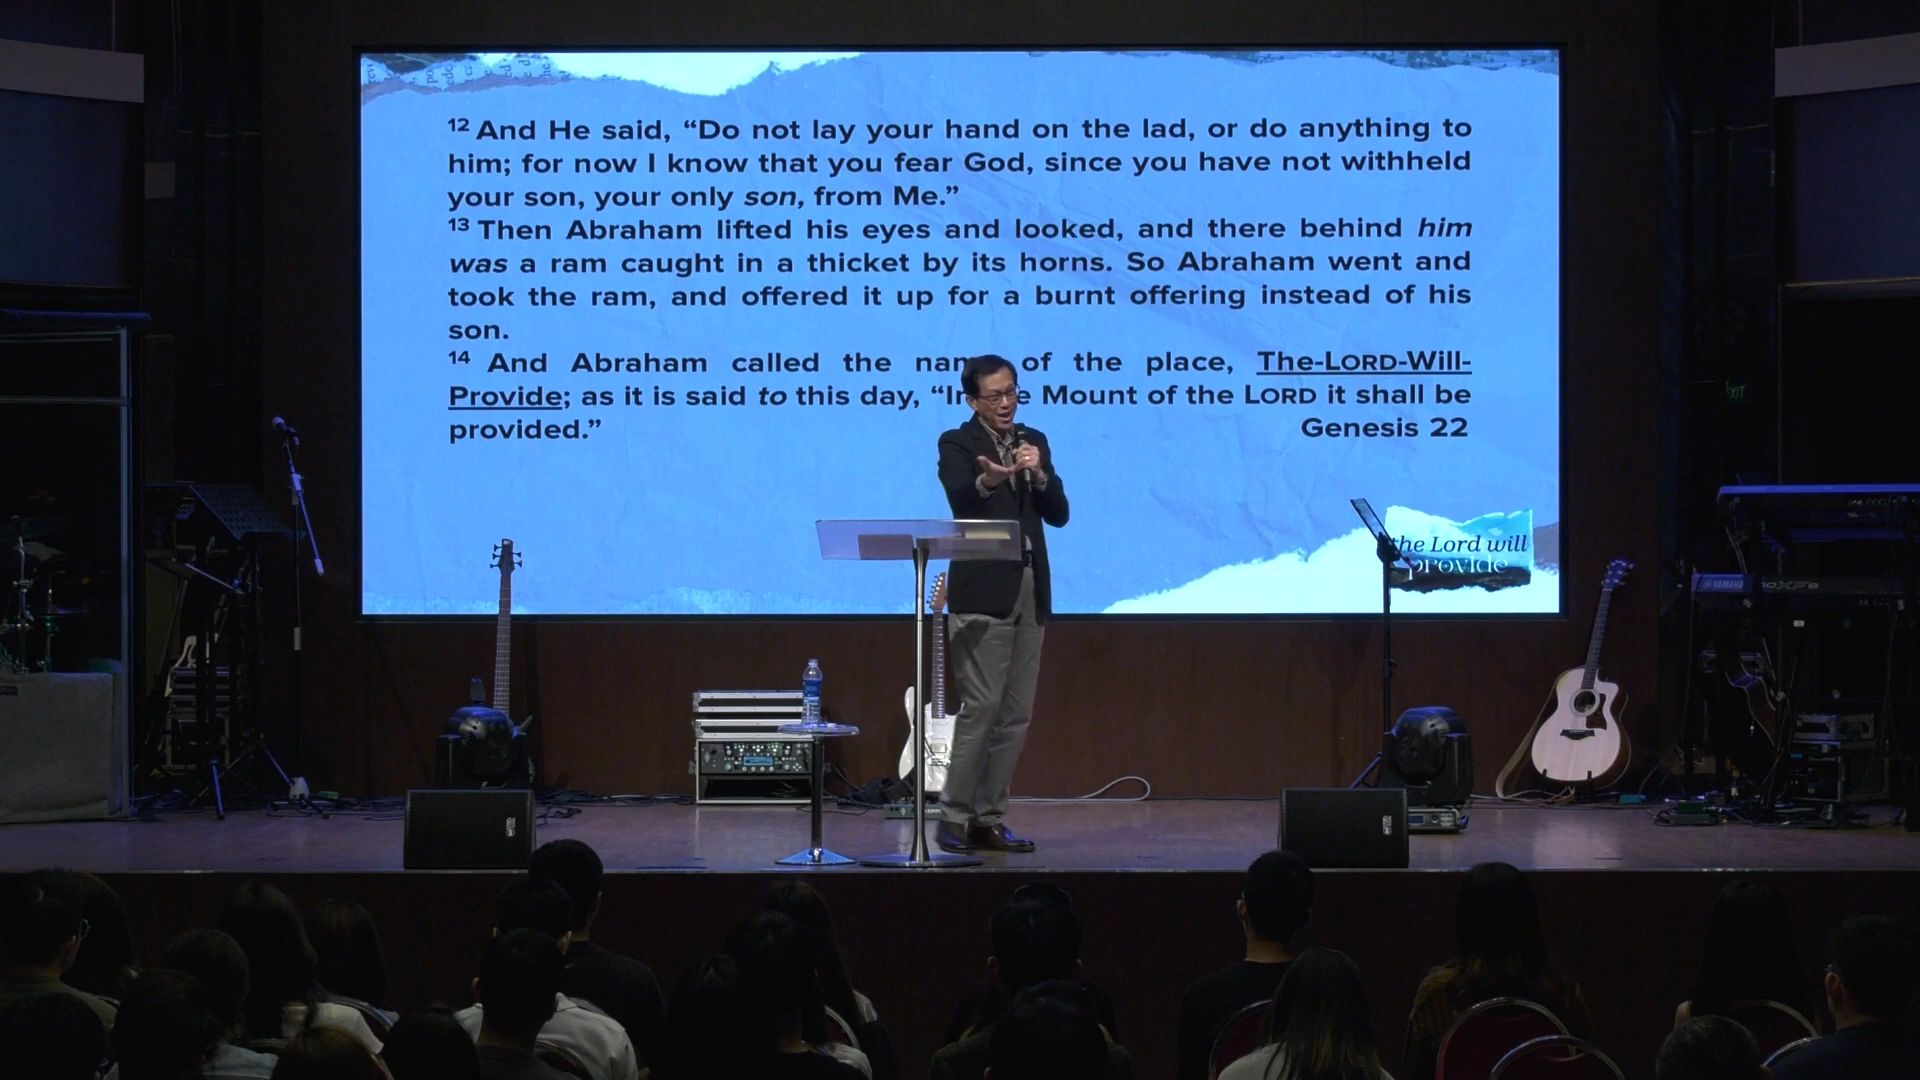 12 And He said, “Do not lay your hand on the lad, or do anything to
him; for now I know that you fear God, since you have not withheld
your son, your only son, from Me.”
13 Then Abraham lifted his eyes and looked, and there behind him
was a ram caught in a thicket by its horns. So Abraham went and
took the ram, and offered it up for a burnt offering instead of his
son.
14 And Abraham called the nam of the place, The-LORD-Will-
Provide; as it is said to this day, “In e Mount of the LORD it shall be
provided.” Genesis 22
the Lord will
provide
EXIT
YAMAHA